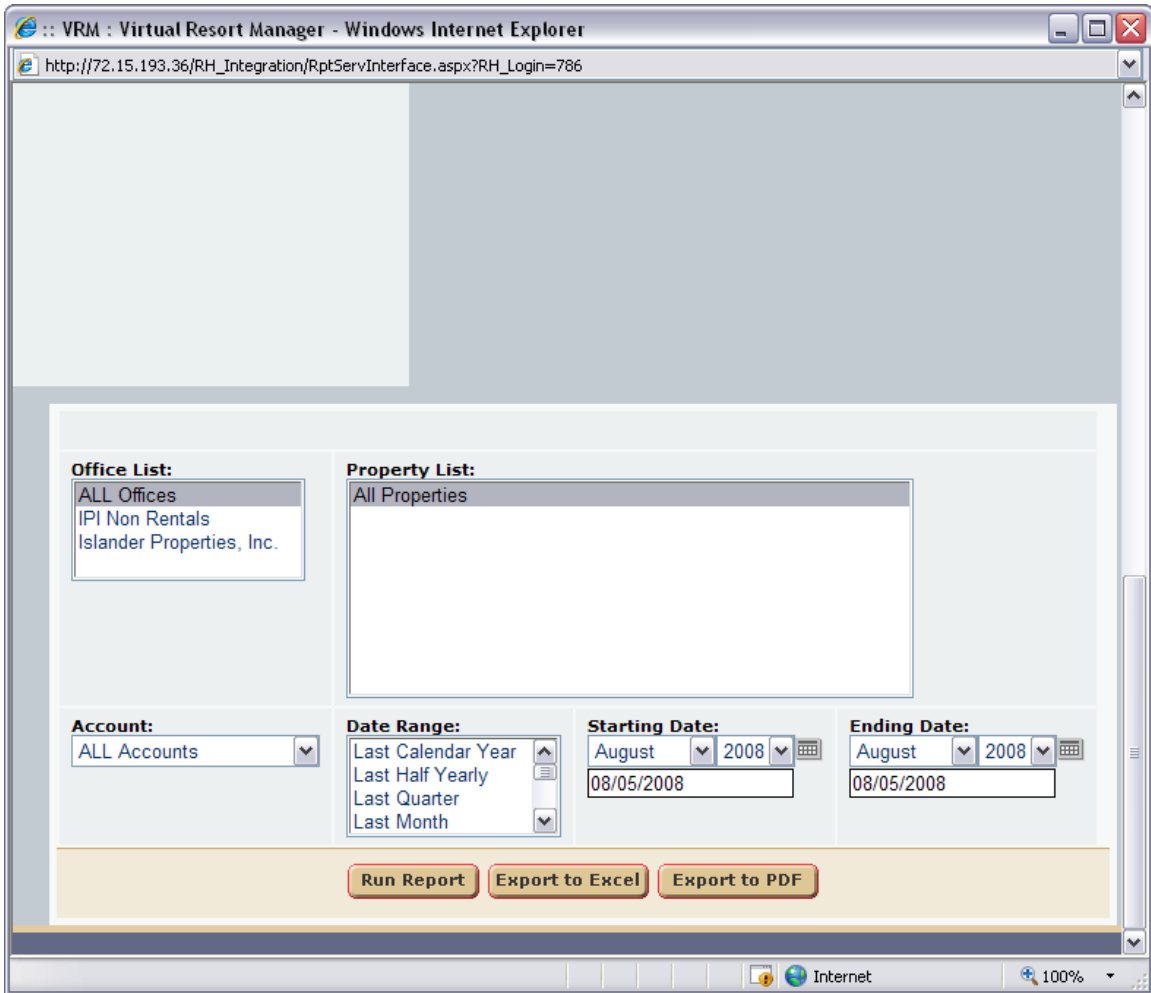 :: VRM : Virtual Resort Manager - Windows Internet Explorer
http://72.15.193.36/RH_Integration/RptServInterface.aspx?RH_Login=786
Office List:
ALL Offices
IPI Non Rentals
Islander Properties, Inc.
Property List:
All Properties
Account:
ALL Accounts
Date Range:
Last Calendar Year
Last Half Yearly
Last Quarter
Last Month
Starting Date:
August 2008
08/05/2008
Ending Date:
August 2008
08/05/2008
Run Report Export to Excel Export to PDF
Internet 100%